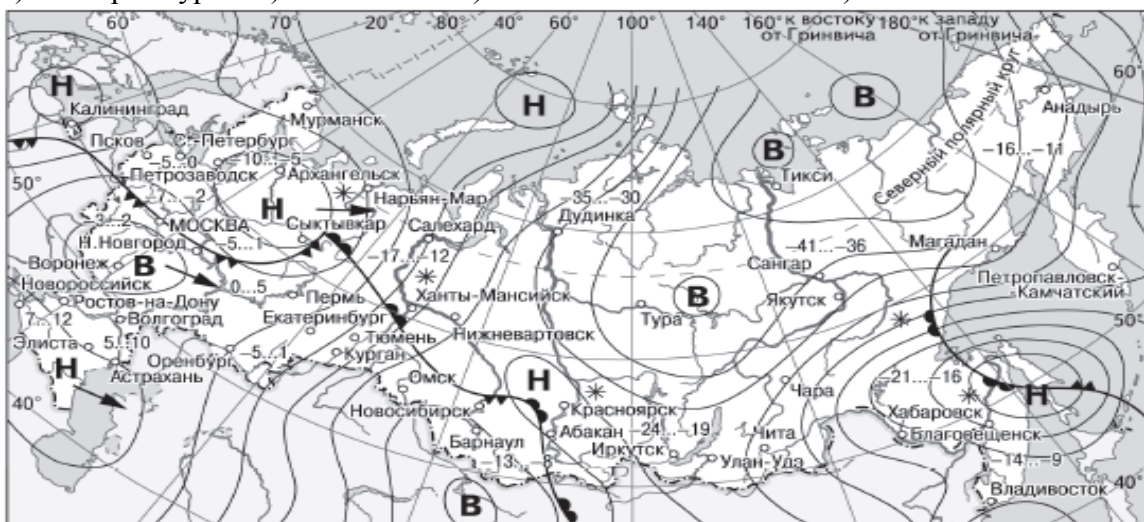 60° 70° 20° 40° 100° 140° 160° к востоку от Гринвича 180° к западу от Гринвича
60°
Н
Калининград
Мурманск
Н
В
Анадырь
Псков
С.-Петербург
−5...0
−10...−5
Северный полярный круг
−16...−11
50°
Петрозаводск
Архангельск
В
Тикси
−7...−2
Нарьян-Мар
−35...−30
−3...2
МОСКВА
Н
Сыктывкар
Салехард
Дудинка
Н.Новгород
−5...1
Магадан
−41...−36
Воронеж
В
−17...−12
Сангар
Новороссийск
0...5
Пермь
Ханты-Мансийск
В
Якутск
Петропавловск-
Камчатский
Ростов-на-Дону
Екатеринбург
Тура
7...12
Волгоград
Тюмень
Нижневартовск
50°
Элиста
5...10
Оренбург
−5...1
Курган
Н
Астрахань
Омск
Н
Чара
−21...−16
Н
40°
Новосибирск
Красноярск
Хабаровск
Барнаул
Абакан
−24...−19
Чита
Благовещенск
−13...−8
Иркутск
Улан-Удэ
−14...−9
В
40°
Владивосток